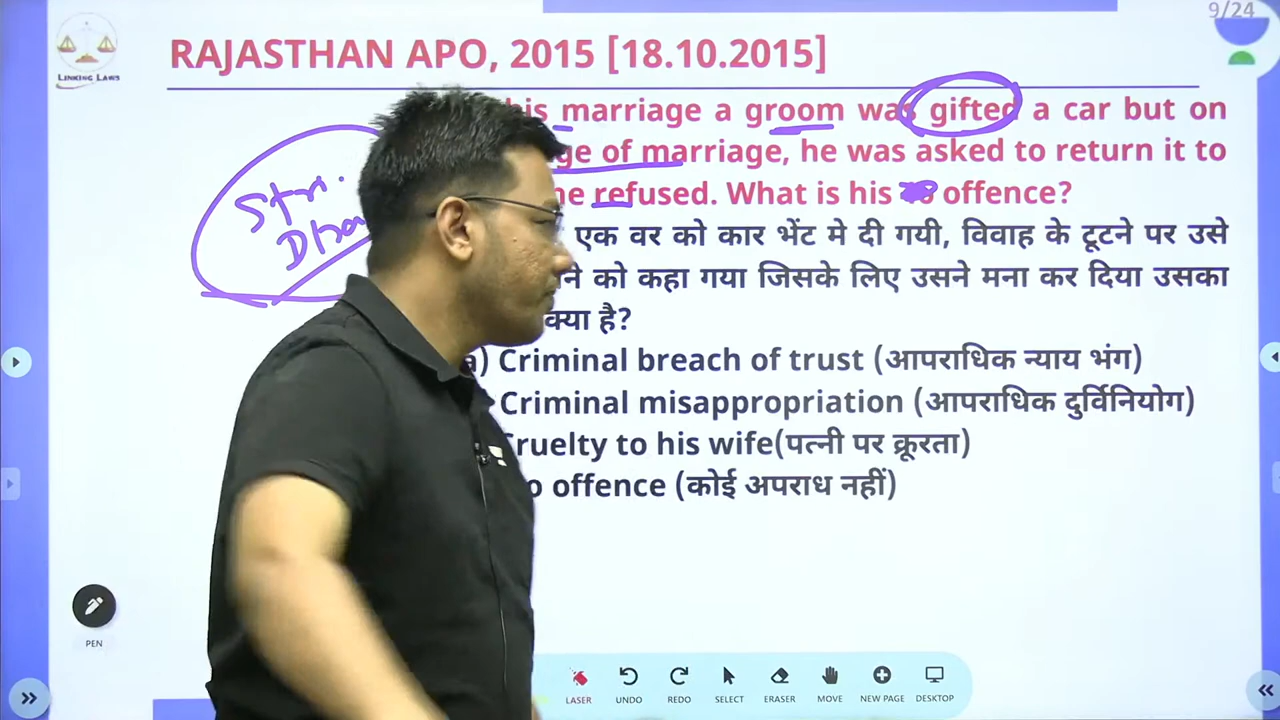 9/24
LINKING LAWS
RAJASTHAN APO, 2015 [18.10.2015]
his marriage a groom was gifted a car but on
ge of marriage, he was asked to return it to
he refused. What is his offence?
एक वर को कार भेंट मे दी गयी, विवाह के टूटने पर उसे
ने को कहा गया जिसके लिए उसने मना कर दिया उसका
क्या है?
Stri.
a) Criminal breach of trust (आपराधिक न्याय भंग)
Criminal misappropriation (आपराधिक दुर्विनियोग)
Cruelty to his wife(पत्नी पर क्रूरता)
o offence (कोई अपराध नहीं)
PEN
LASER UNDO REDO SELECT ERASER MOVE NEW PAGE DESKTOP